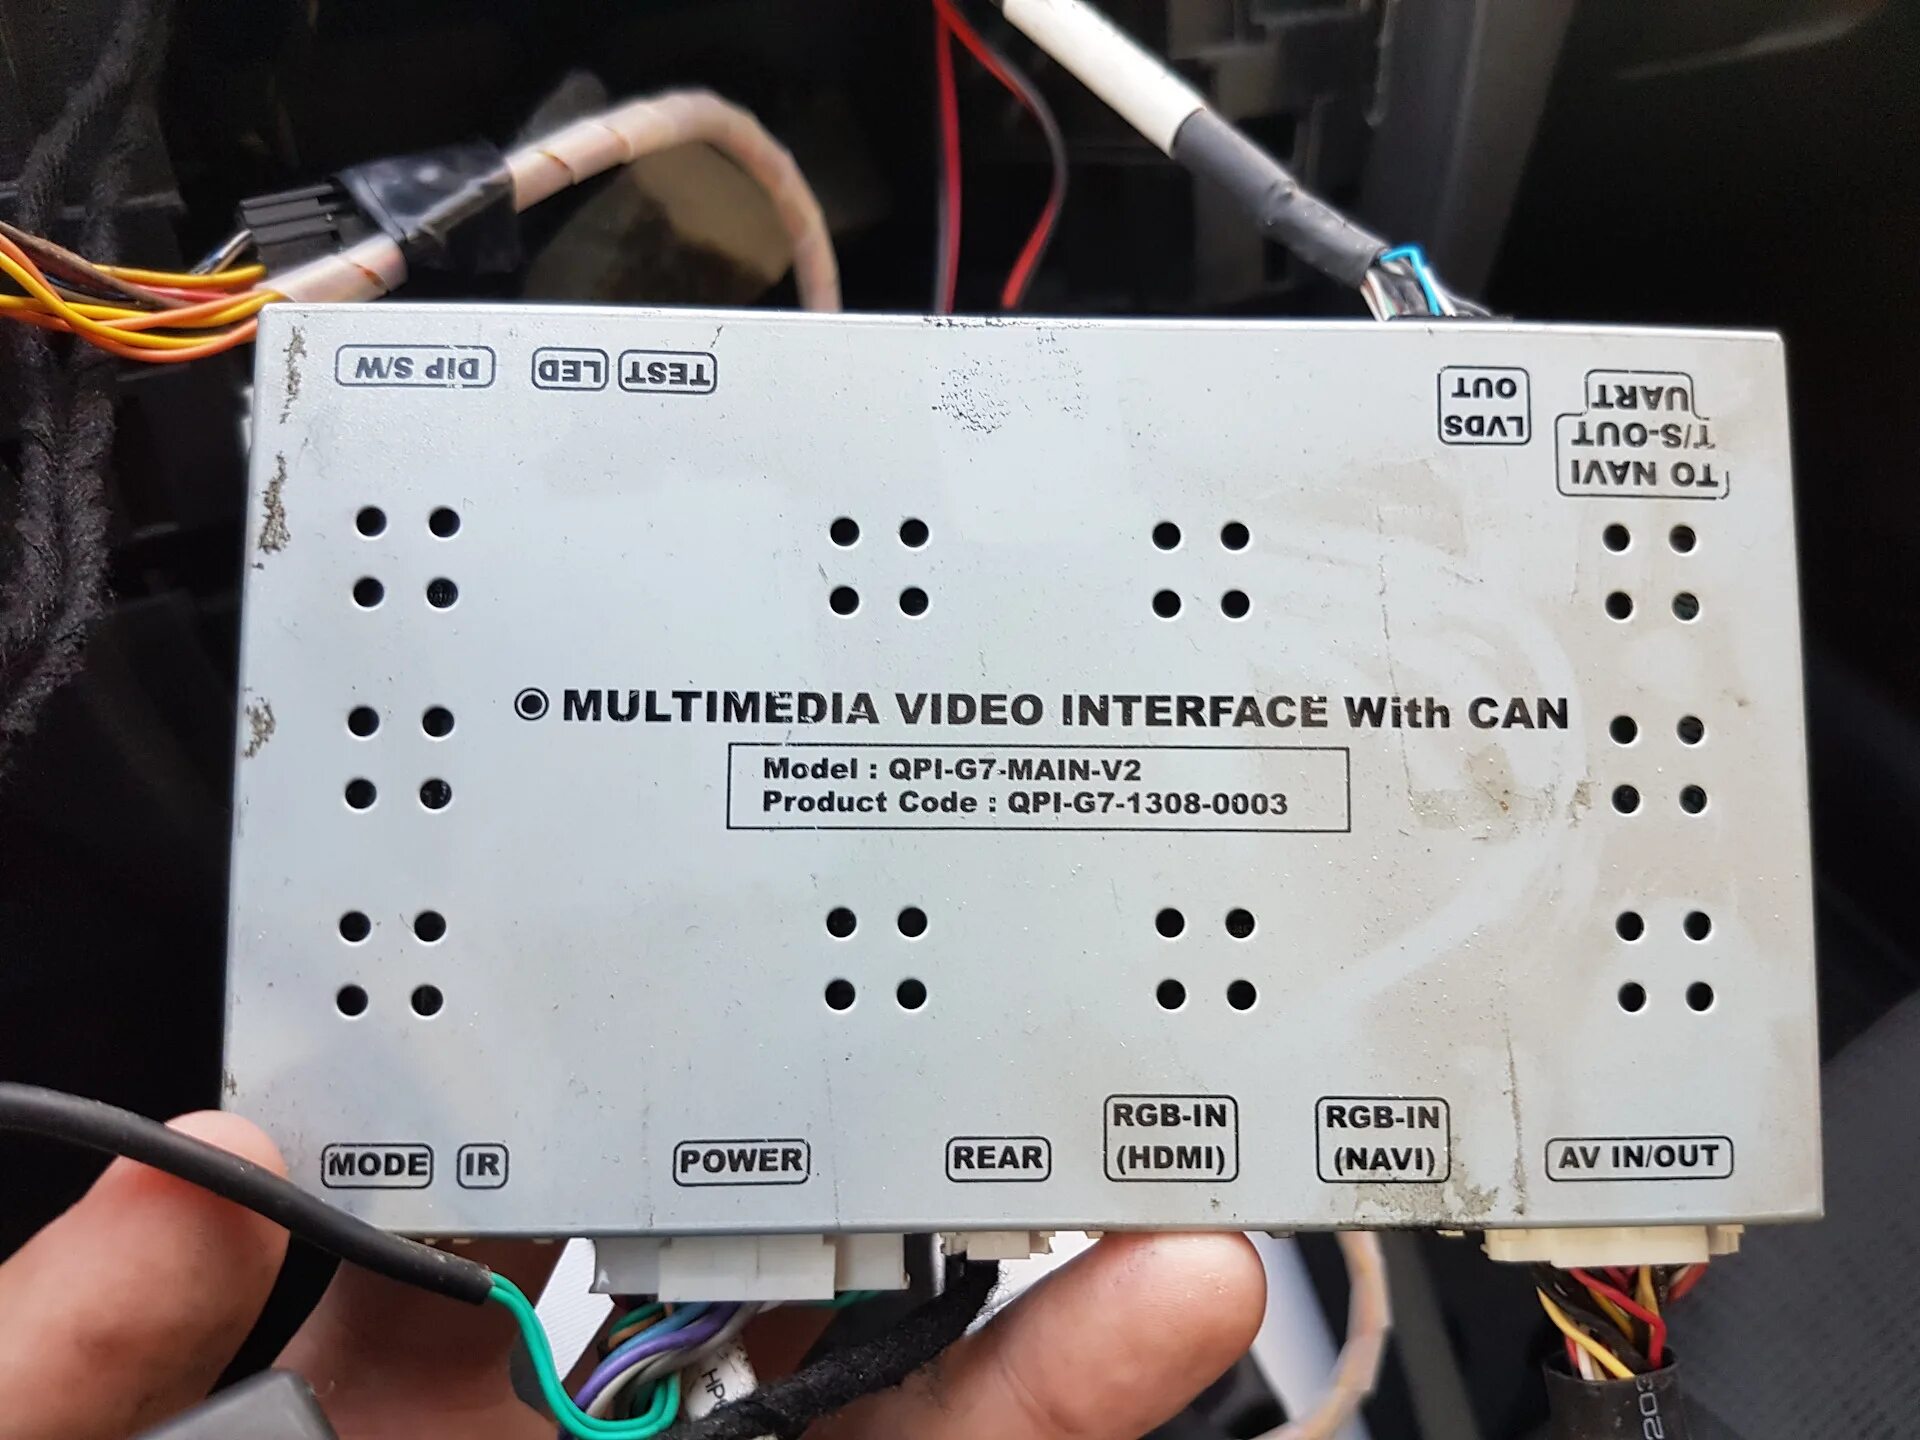 DIP S/W
LED
TEST
LVDS
OUT
UART
TO NAVI
T/S-OUT
MULTIMEDIA VIDEO INTERFACE With CAN
Model : QPI-G7-MAIN-V2
Product Code : QPI-G7-1308-0003
MODE
IR
POWER
REAR
RGB-IN
(HDMI)
RGB-IN
(NAVI)
AV IN/OUT
HP
203